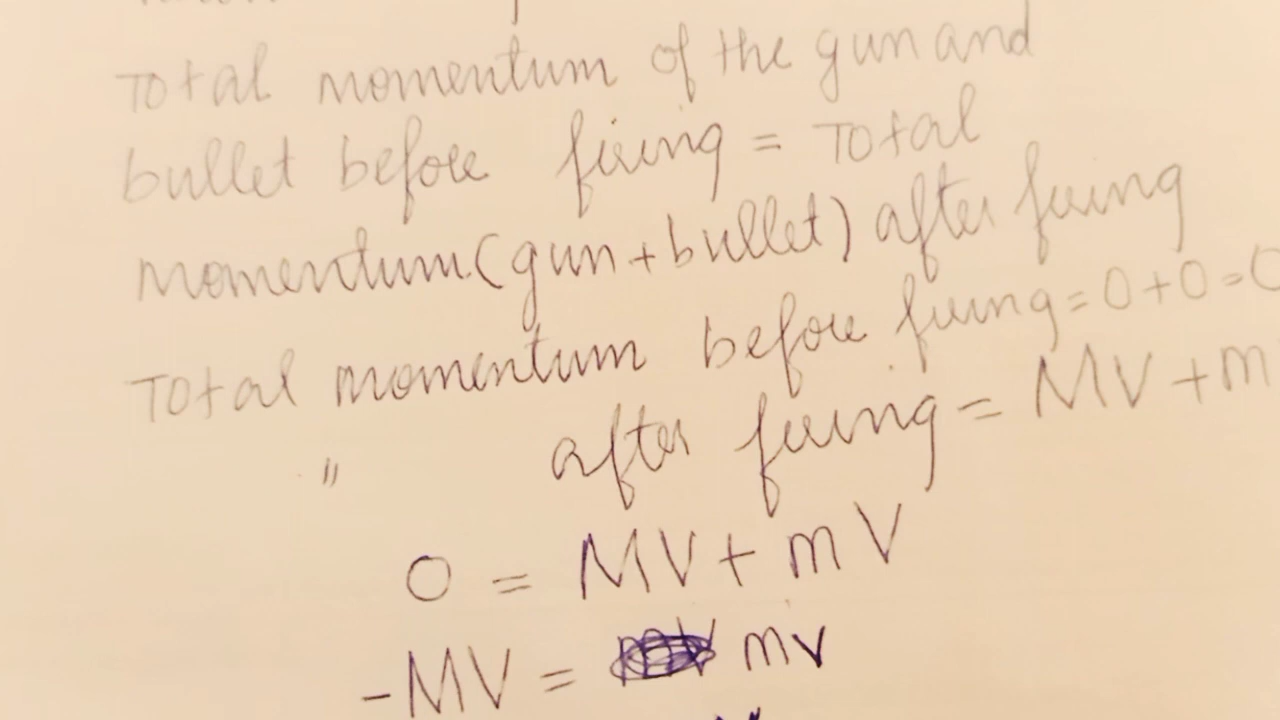 Total momentum of the gun and
bullet before firing = Total
momentum (gun + bullet) after firing
Total momentum before firing = 0 + 0 = 0
" after firing = MV + m
0 = MV + mV
-MV = mv